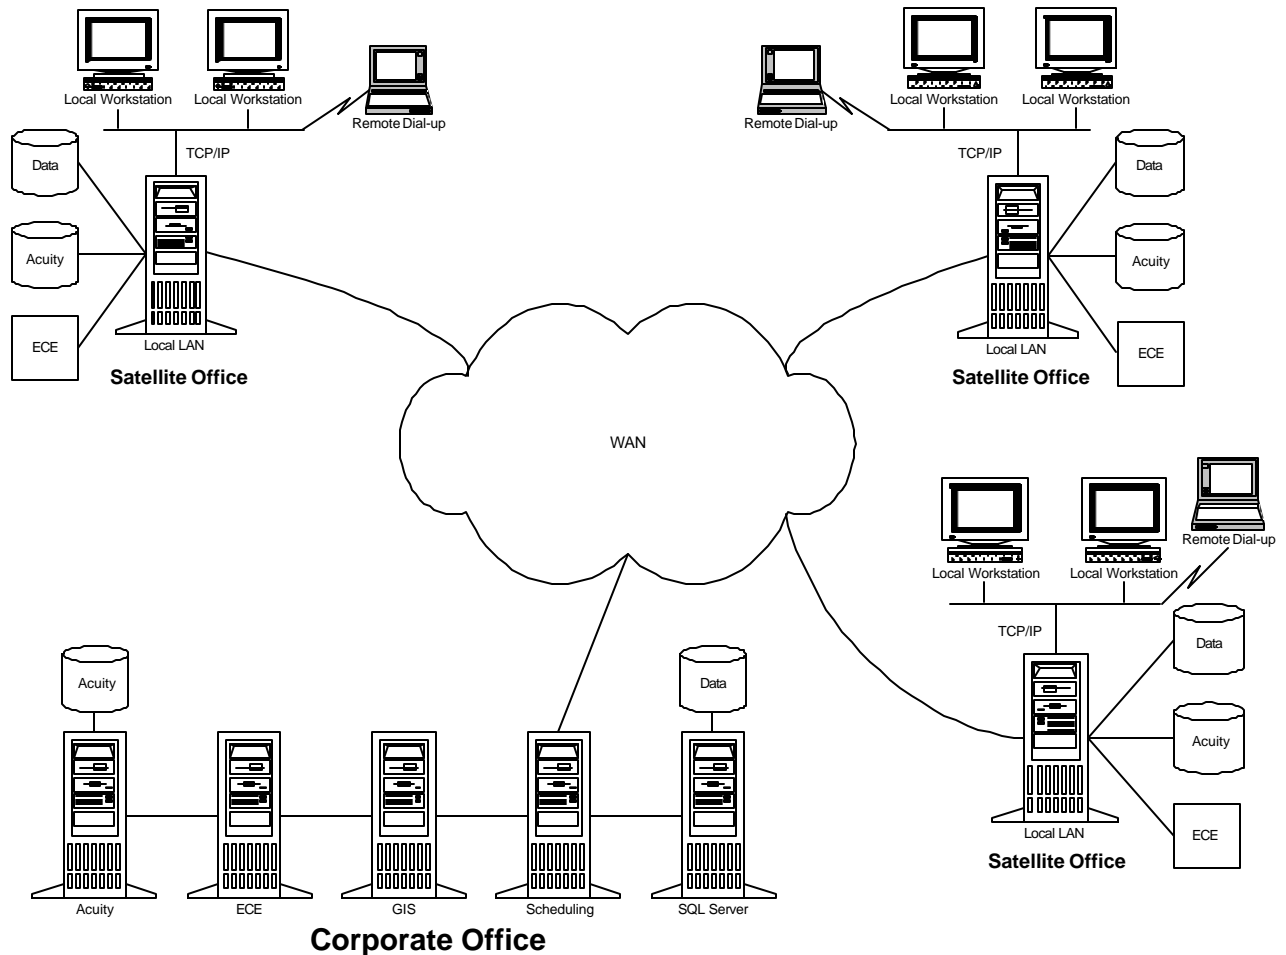 Local Workstation
Local Workstation
Remote Dial-up
TCP/IP
Data
Acuity
ECE
Local LAN
Satellite Office
Remote Dial-up
Local Workstation
Local Workstation
TCP/IP
Data
Acuity
ECE
Local LAN
Satellite Office
WAN
Local Workstation
Local Workstation
Remote Dial-up
TCP/IP
Data
Acuity
ECE
Local LAN
Satellite Office
Acuity
Data
Acuity
ECE
GIS
Scheduling
SQL Server
Corporate Office